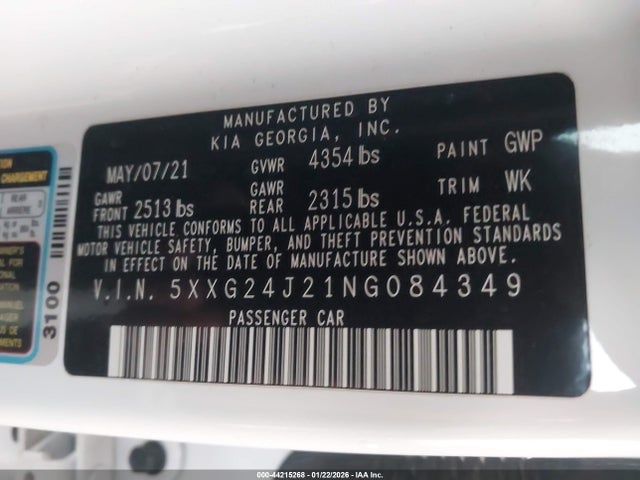 MANUFACTURED BY
KIA GEORGIA, INC.
MAY/07/21 GVWR 4354 lbs PAINT GWP
GAWR FRONT 2513 lbs GAWR REAR 2315 lbs TRIM WK
THIS VEHICLE CONFORMS TO ALL APPLICABLE U.S.A. FEDERAL
MOTOR VEHICLE SAFETY, BUMPER, AND THEFT PREVENTION STANDARDS
IN EFFECT ON THE DATE OF MANUFACTURE SHOWN ABOVE.
V.I.N. 5XXG24J21NG084349
PASSENGER CAR
CHARGEMENT
REAR
ARRIERE
3100
000-44215268 - 01/22/2026 - IAA Inc.